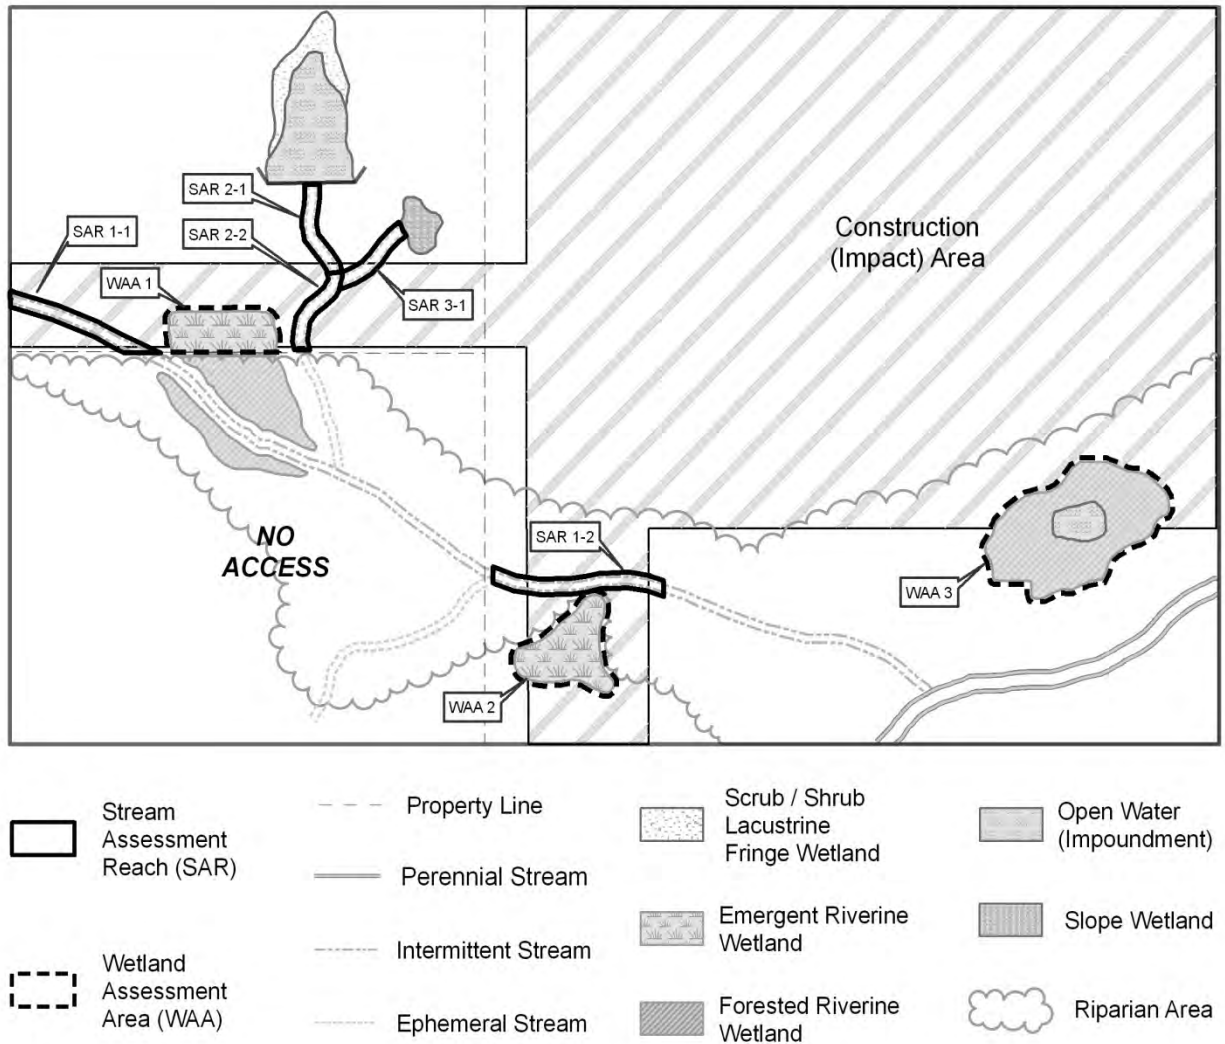 SAR 2-1
SAR 1-1
SAR 2-2
Construction
(Impact) Area
WAA 1
SAR 3-1
NO
ACCESS
SAR 1-2
WAA 3
WAA 2
Stream
Assessment
Reach (SAR)
Wetland
Assessment
Area (WAA)
Property Line
Perennial Stream
Intermittent Stream
Ephemeral Stream
Scrub / Shrub
Lacustrine
Fringe Wetland
Emergent Riverine
Wetland
Forested Riverine
Wetland
Open Water
(Impoundment)
Slope Wetland
Riparian Area